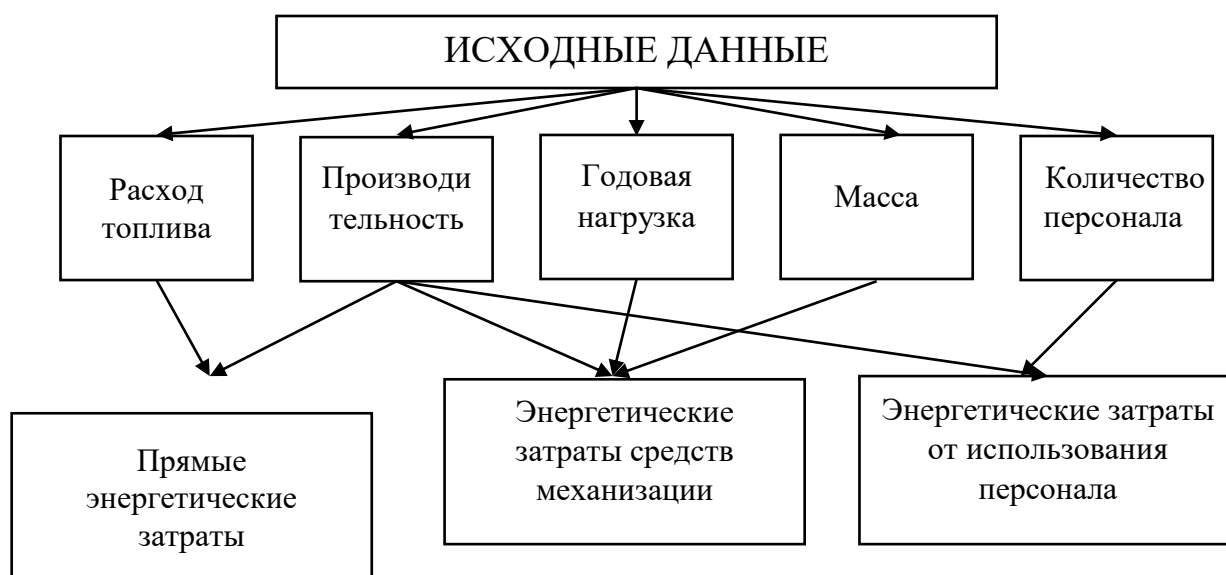 ИСХОДНЫЕ ДАННЫЕ
Расход
топлива
Производи
тельность
Годовая
нагрузка
Масса
Количество
персонала
Прямые
энергетические
затраты
Энергетические
затраты средств
механизации
Энергетические затраты
от использования
персонала